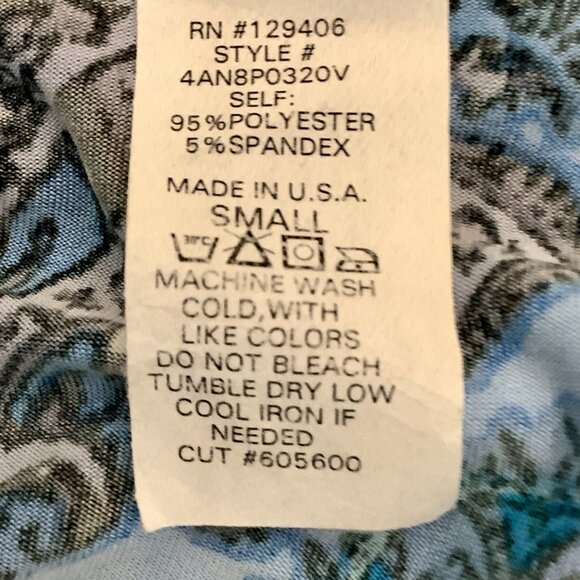 RN #129406
STYLE #
4AN8P0320V
SELF:
95%POLYESTER
5%SPANDEX
MADE IN U.S.A.
SMALL
30°C
MACHINE WASH
COLD,WITH
LIKE COLORS
DO NOT BLEACH
TUMBLE DRY LOW
COOL IRON IF
NEEDED
CUT #605600